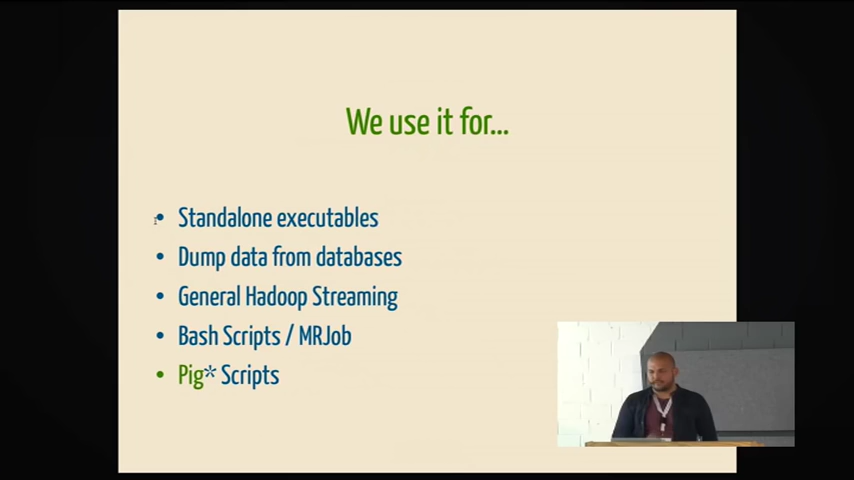 We use it for...
• Standalone executables
• Dump data from databases
• General Hadoop Streaming
• Bash Scripts / MRJob
• Pig* Scripts